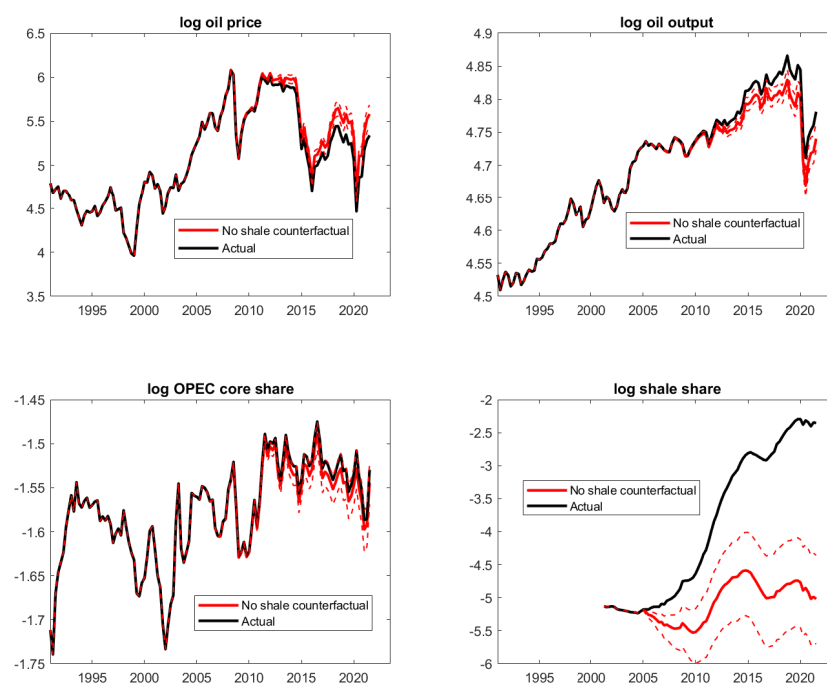 log oil price
6.5
6
5.5
5
4.5
4
3.5
No shale counterfactual
Actual
1995 2000 2005 2010 2015 2020
log oil output
4.9
4.85
4.8
4.75
4.7
4.65
4.6
4.55
4.5
No shale counterfactual
Actual
1995 2000 2005 2010 2015 2020
log OPEC core share
-1.45
-1.5
-1.55
-1.6
-1.65
-1.7
-1.75
No shale counterfactual
Actual
1995 2000 2005 2010 2015 2020
log shale share
-2
-2.5
-3
-3.5
-4
-4.5
-5
-5.5
-6
No shale counterfactual
Actual
1995 2000 2005 2010 2015 2020